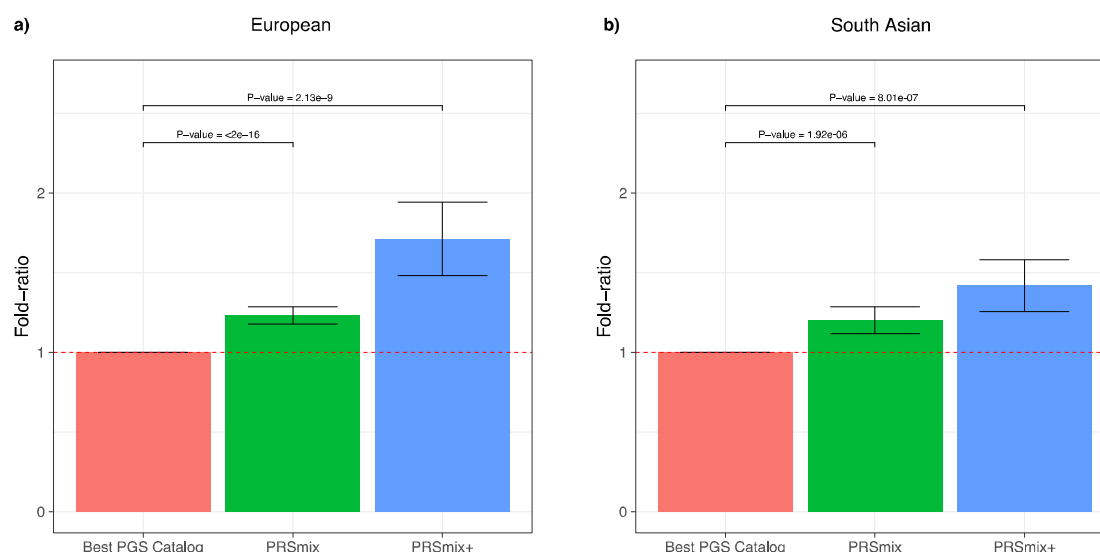 a)
European
P−value = 2.13e−9
P−value = <2e−16
Fold−ratio
2
1
0
Best PGS Catalog
PRSmix
PRSmix+
b)
South Asian
P−value = 8.01e-07
P−value = 1.92e-06
Fold−ratio
2
1
0
Best PGS Catalog
PRSmix
PRSmix+